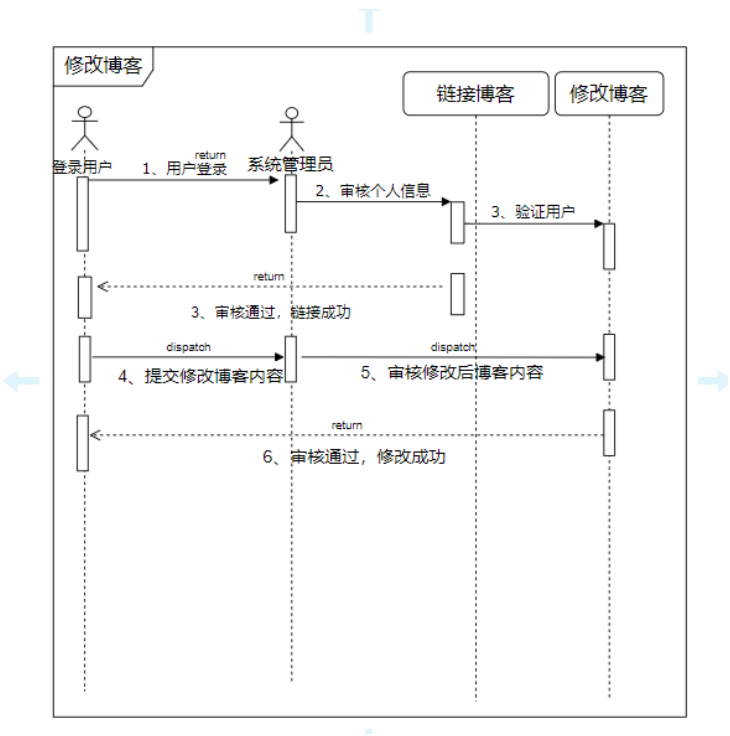 修改博客
链接博客
修改博客
登录用户
系统管理员
return
1、用户登录
2、审核个人信息
3、验证用户
return
3、审核通过，链接成功
dispatch
4、提交修改博客内容
dispatch
5、审核修改后博客内容
return
6、审核通过，修改成功